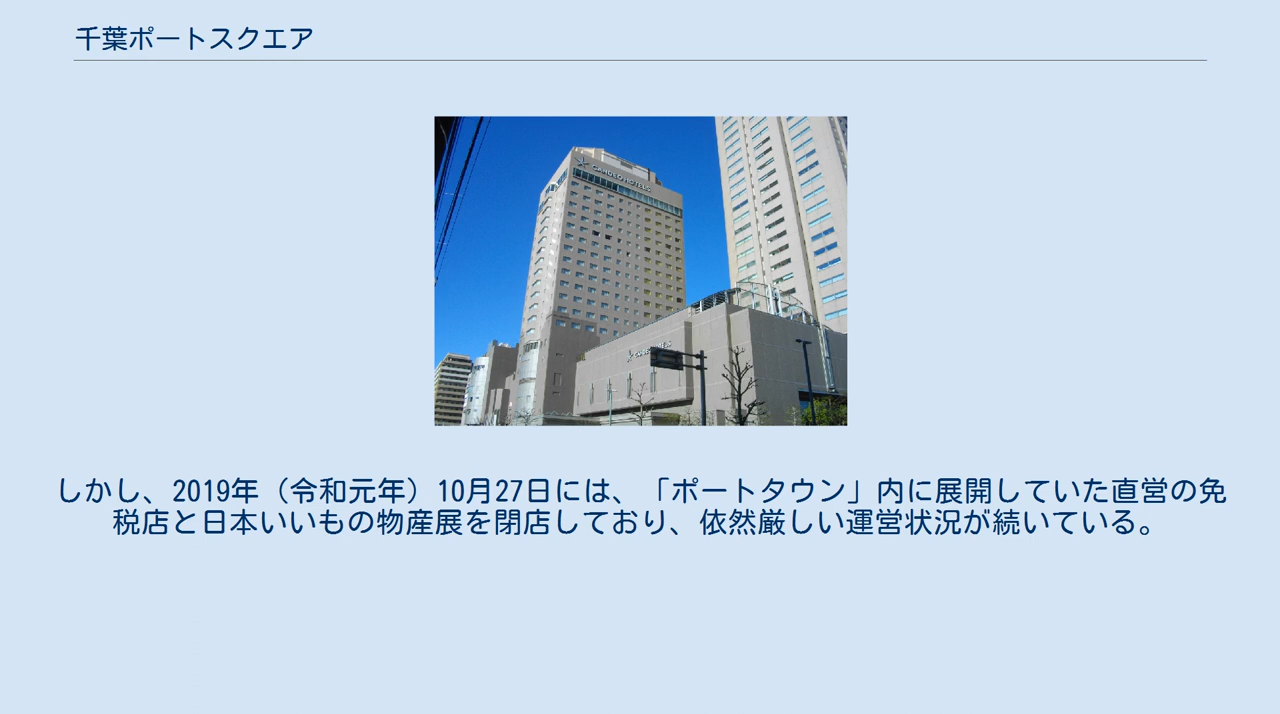 千葉ポートスクエア
CANDEO HOTELS
しかし、2019年（令和元年）10月27日には、「ポートタウン」内に展開していた直営の免
税店と日本いいもの物産展を閉店しており、依然厳しい運営状況が続いている。